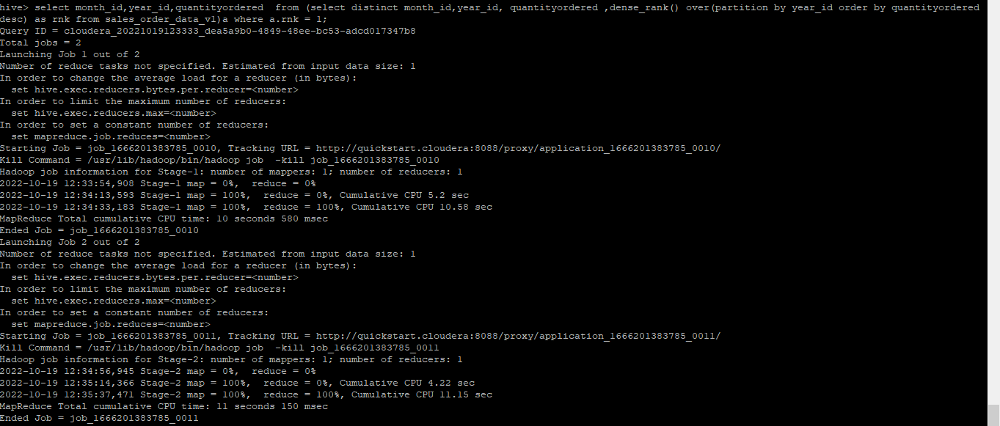 hive> select month_id,year_id,quantityordered  from (select distinct month_id,year_id, quantityordered ,dense_rank() over(partition by year_id order by quantityordered
desc) as rnk from sales_order_data_v1)a where a.rnk = 1;
Query ID = cloudera_20221019123333_dea5a9b0-4849-48ee-bc53-adcd017347b8
Total jobs = 2
Launching Job 1 out of 2
Number of reduce tasks not specified. Estimated from input data size: 1
In order to change the average load for a reducer (in bytes):
  set hive.exec.reducers.bytes.per.reducer=<number>
In order to limit the maximum number of reducers:
  set hive.exec.reducers.max=<number>
In order to set a constant number of reducers:
  set mapreduce.job.reduces=<number>
Starting Job = job_1666201383785_0010, Tracking URL = http://quickstart.cloudera:8088/proxy/application_1666201383785_0010/
Kill Command = /usr/lib/hadoop/bin/hadoop job  -kill job_1666201383785_0010
Hadoop job information for Stage-1: number of mappers: 1; number of reducers: 1
2022-10-19 12:33:54,908 Stage-1 map = 0%,  reduce = 0%
2022-10-19 12:34:13,593 Stage-1 map = 100%,  reduce = 0%, Cumulative CPU 5.2 sec
2022-10-19 12:34:33,183 Stage-1 map = 100%,  reduce = 100%, Cumulative CPU 10.58 sec
MapReduce Total cumulative CPU time: 10 seconds 580 msec
Ended Job = job_1666201383785_0010
Launching Job 2 out of 2
Number of reduce tasks not specified. Estimated from input data size: 1
In order to change the average load for a reducer (in bytes):
  set hive.exec.reducers.bytes.per.reducer=<number>
In order to limit the maximum number of reducers:
  set hive.exec.reducers.max=<number>
In order to set a constant number of reducers:
  set mapreduce.job.reduces=<number>
Starting Job = job_1666201383785_0011, Tracking URL = http://quickstart.cloudera:8088/proxy/application_1666201383785_0011/
Kill Command = /usr/lib/hadoop/bin/hadoop job  -kill job_1666201383785_0011
Hadoop job information for Stage-2: number of mappers: 1; number of reducers: 1
2022-10-19 12:34:56,945 Stage-2 map = 0%,  reduce = 0%
2022-10-19 12:35:14,366 Stage-2 map = 100%,  reduce = 0%, Cumulative CPU 4.22 sec
2022-10-19 12:35:37,471 Stage-2 map = 100%,  reduce = 100%, Cumulative CPU 11.15 sec
MapReduce Total cumulative CPU time: 11 seconds 150 msec
Ended Job = job_1666201383785_0011